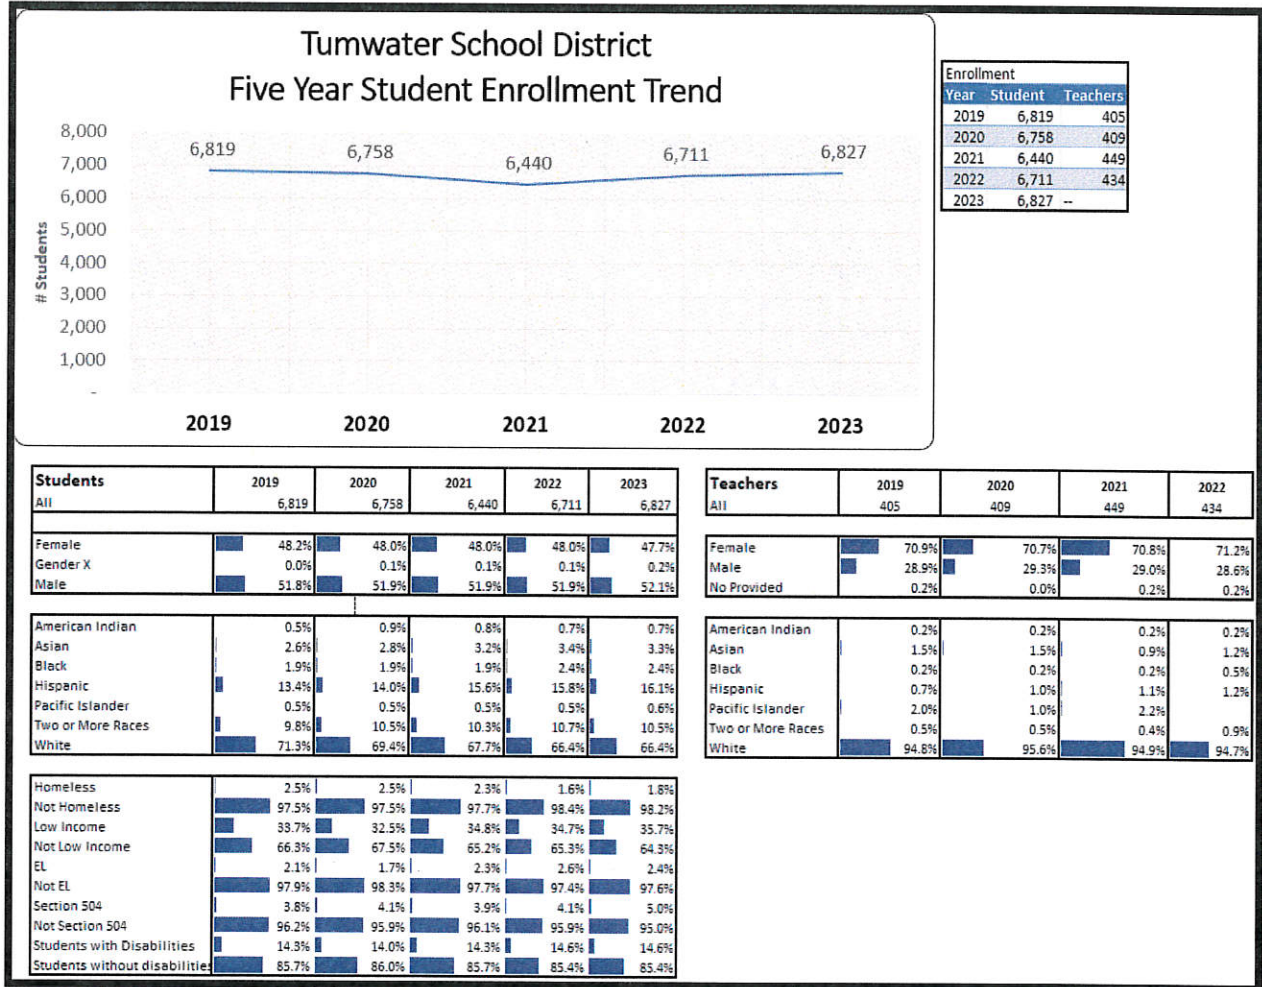 Tumwater School District
Five Year Student Enrollment Trend
8,000
7,000
6,000
5,000
4,000
3,000
2,000
1,000
-
# Students
6,819 6,758 6,440 6,711 6,827
2019 2020 2021 2022 2023
Enrollment
Year Student Teachers
2019 6,819 405
2020 6,758 409
2021 6,440 449
2022 6,711 434
2023 6,827 --
Students 2019 2020 2021 2022 2023
All 6,819 6,758 6,440 6,711 6,827
Female 48.2% 48.0% 48.0% 48.0% 47.7%
Gender X 0.0% 0.1% 0.1% 0.1% 0.2%
Male 51.8% 51.9% 51.9% 51.9% 52.1%
American Indian 0.5% 0.9% 0.8% 0.7% 0.7%
Asian 2.6% 2.8% 3.2% 3.4% 3.3%
Black 1.9% 1.9% 1.9% 2.4% 2.4%
Hispanic 13.4% 14.0% 15.6% 15.8% 16.1%
Pacific Islander 0.5% 0.5% 0.5% 0.5% 0.6%
Two or More Races 9.8% 10.5% 10.3% 10.7% 10.5%
White 71.3% 69.4% 67.7% 66.4% 66.4%
Homeless 2.5% 2.5% 2.3% 1.6% 1.8%
Not Homeless 97.5% 97.5% 97.7% 98.4% 98.2%
Low Income 33.7% 32.5% 34.8% 34.7% 35.7%
Not Low Income 66.3% 67.5% 65.2% 65.3% 64.3%
EL 2.1% 1.7% 2.3% 2.6% 2.4%
Not EL 97.9% 98.3% 97.7% 97.4% 97.6%
Section 504 3.8% 4.1% 3.9% 4.1% 5.0%
Not Section 504 96.2% 95.9% 96.1% 95.9% 95.0%
Students with Disabilities 14.3% 14.0% 14.3% 14.6% 14.6%
Students without disabilities 85.7% 86.0% 85.7% 85.4% 85.4%
Teachers 2019 2020 2021 2022
All 405 409 449 434
Female 70.9% 70.7% 70.8% 71.2%
Male 28.9% 29.3% 29.0% 28.6%
No Provided 0.2% 0.0% 0.2% 0.2%
American Indian 0.2% 0.2% 0.2% 0.2%
Asian 1.5% 1.5% 0.9% 1.2%
Black 0.2% 0.2% 0.2% 0.5%
Hispanic 0.7% 1.0% 1.1% 1.2%
Pacific Islander 2.0% 1.0% 2.2%
Two or More Races 0.5% 0.5% 0.4% 0.9%
White 94.8% 95.6% 94.9% 94.7%